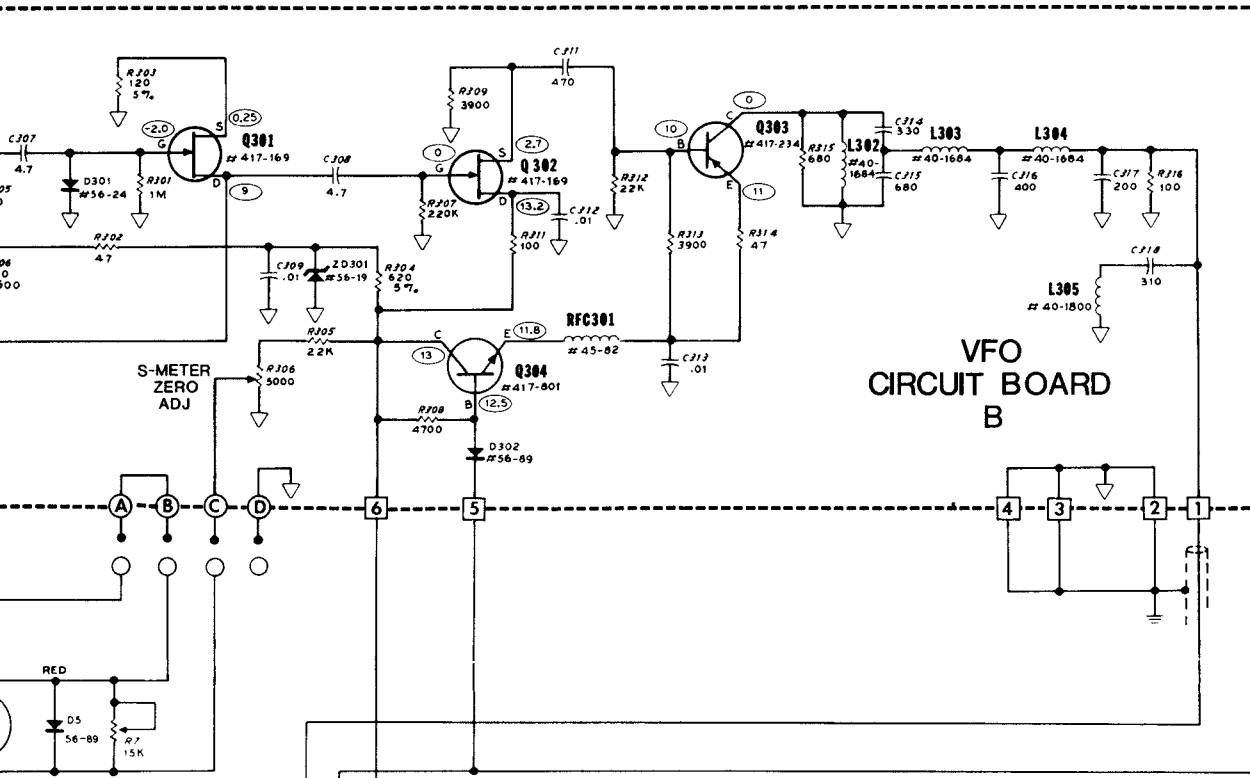 R303
120
5%
0.25
S
-2.0
G
Q301
# 417-169
C307
4.7
D301
#56-24
R301
1M
D
9
C308
4.7
R309
3900
C311
470
0
G
2.7
S
Q302
# 417-169
R307
220K
D
13.2
C312
.01
R311
100
R312
22K
10
B
C
0
Q303
#417-234
E
11
R313
3900
R314
47
R315
680
L302
#40-
1684
C314
330
C315
680
L303
#40-1684
L304
#40-1684
C316
400
C317
200
R316
100
C318
310
L305
# 40-1800
R302
47
C309
.01
ZD301
#56-19
R304
620
5%
R305
22K
R306
5000
S-METER
ZERO
ADJ
C
13
E
11.8
RFC301
# 45-82
Q304
#417-801
B
12.5
C313
.01
R308
4700
D302
#56-89
VFO
CIRCUIT BOARD
B
A
B
C
D
6
5
4
3
2
1
RED
D5
56-89
R7
15K